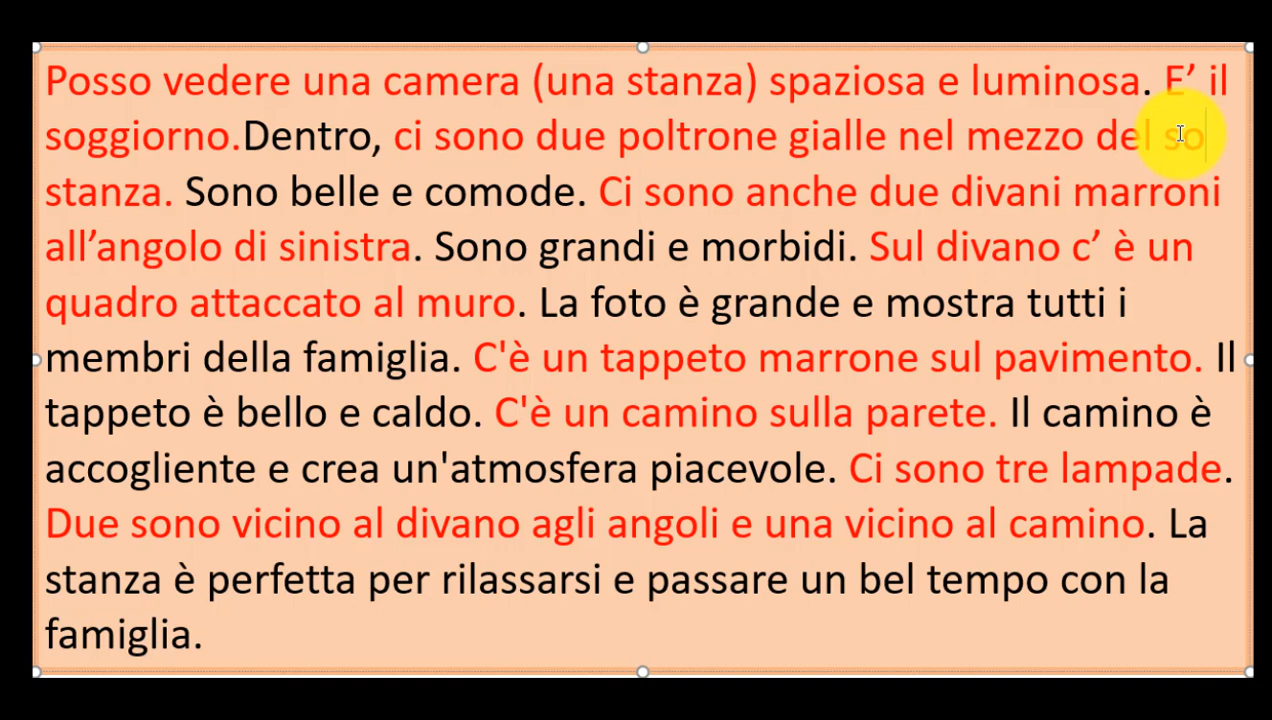 Posso vedere una camera (una stanza) spaziosa e luminosa. E’ il
soggiorno.Dentro, ci sono due poltrone gialle nel mezzo del so
stanza. Sono belle e comode. Ci sono anche due divani marroni
all’angolo di sinistra. Sono grandi e morbidi. Sul divano c’ è un
quadro attaccato al muro. La foto è grande e mostra tutti i
membri della famiglia. C'è un tappeto marrone sul pavimento. Il
tappeto è bello e caldo. C'è un camino sulla parete. Il camino è
accogliente e crea un'atmosfera piacevole. Ci sono tre lampade.
Due sono vicino al divano agli angoli e una vicino al camino. La
stanza è perfetta per rilassarsi e passare un bel tempo con la
famiglia.